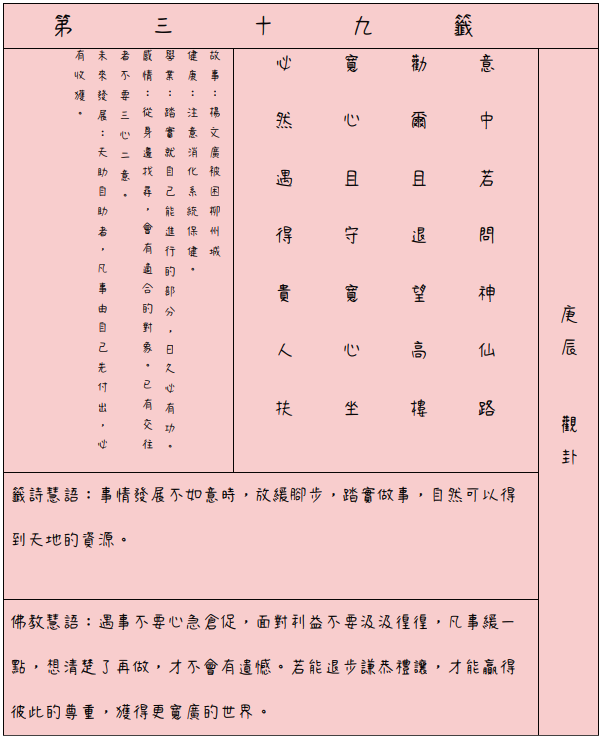 第三十九籤
庚辰　觀卦
意中若問神仙路
勸爾且退望高樓
寬心且守寬心坐
必然遇得貴人扶
故事：楊文廣被困柳州城
健康：注意消化系統保健。
學業：踏實就自己能進行的部分，日久必有功。
感情：從身邊找尋，會有適合的對象。已有交往
者不要三心二意。
未來發展：天助自助者，凡事由自己先付出，必
有收獲。
籤詩慧語：事情發展不如意時，放緩腳步，踏實做事，自然可以得
到天地的資源。
佛教慧語：遇事不要心急倉促，面對利益不要汲汲徨徨，凡事緩一
點，想清楚了再做，才不會有遺憾。若能退步謙恭禮讓，才能贏得
彼此的尊重，獲得更寬廣的世界。